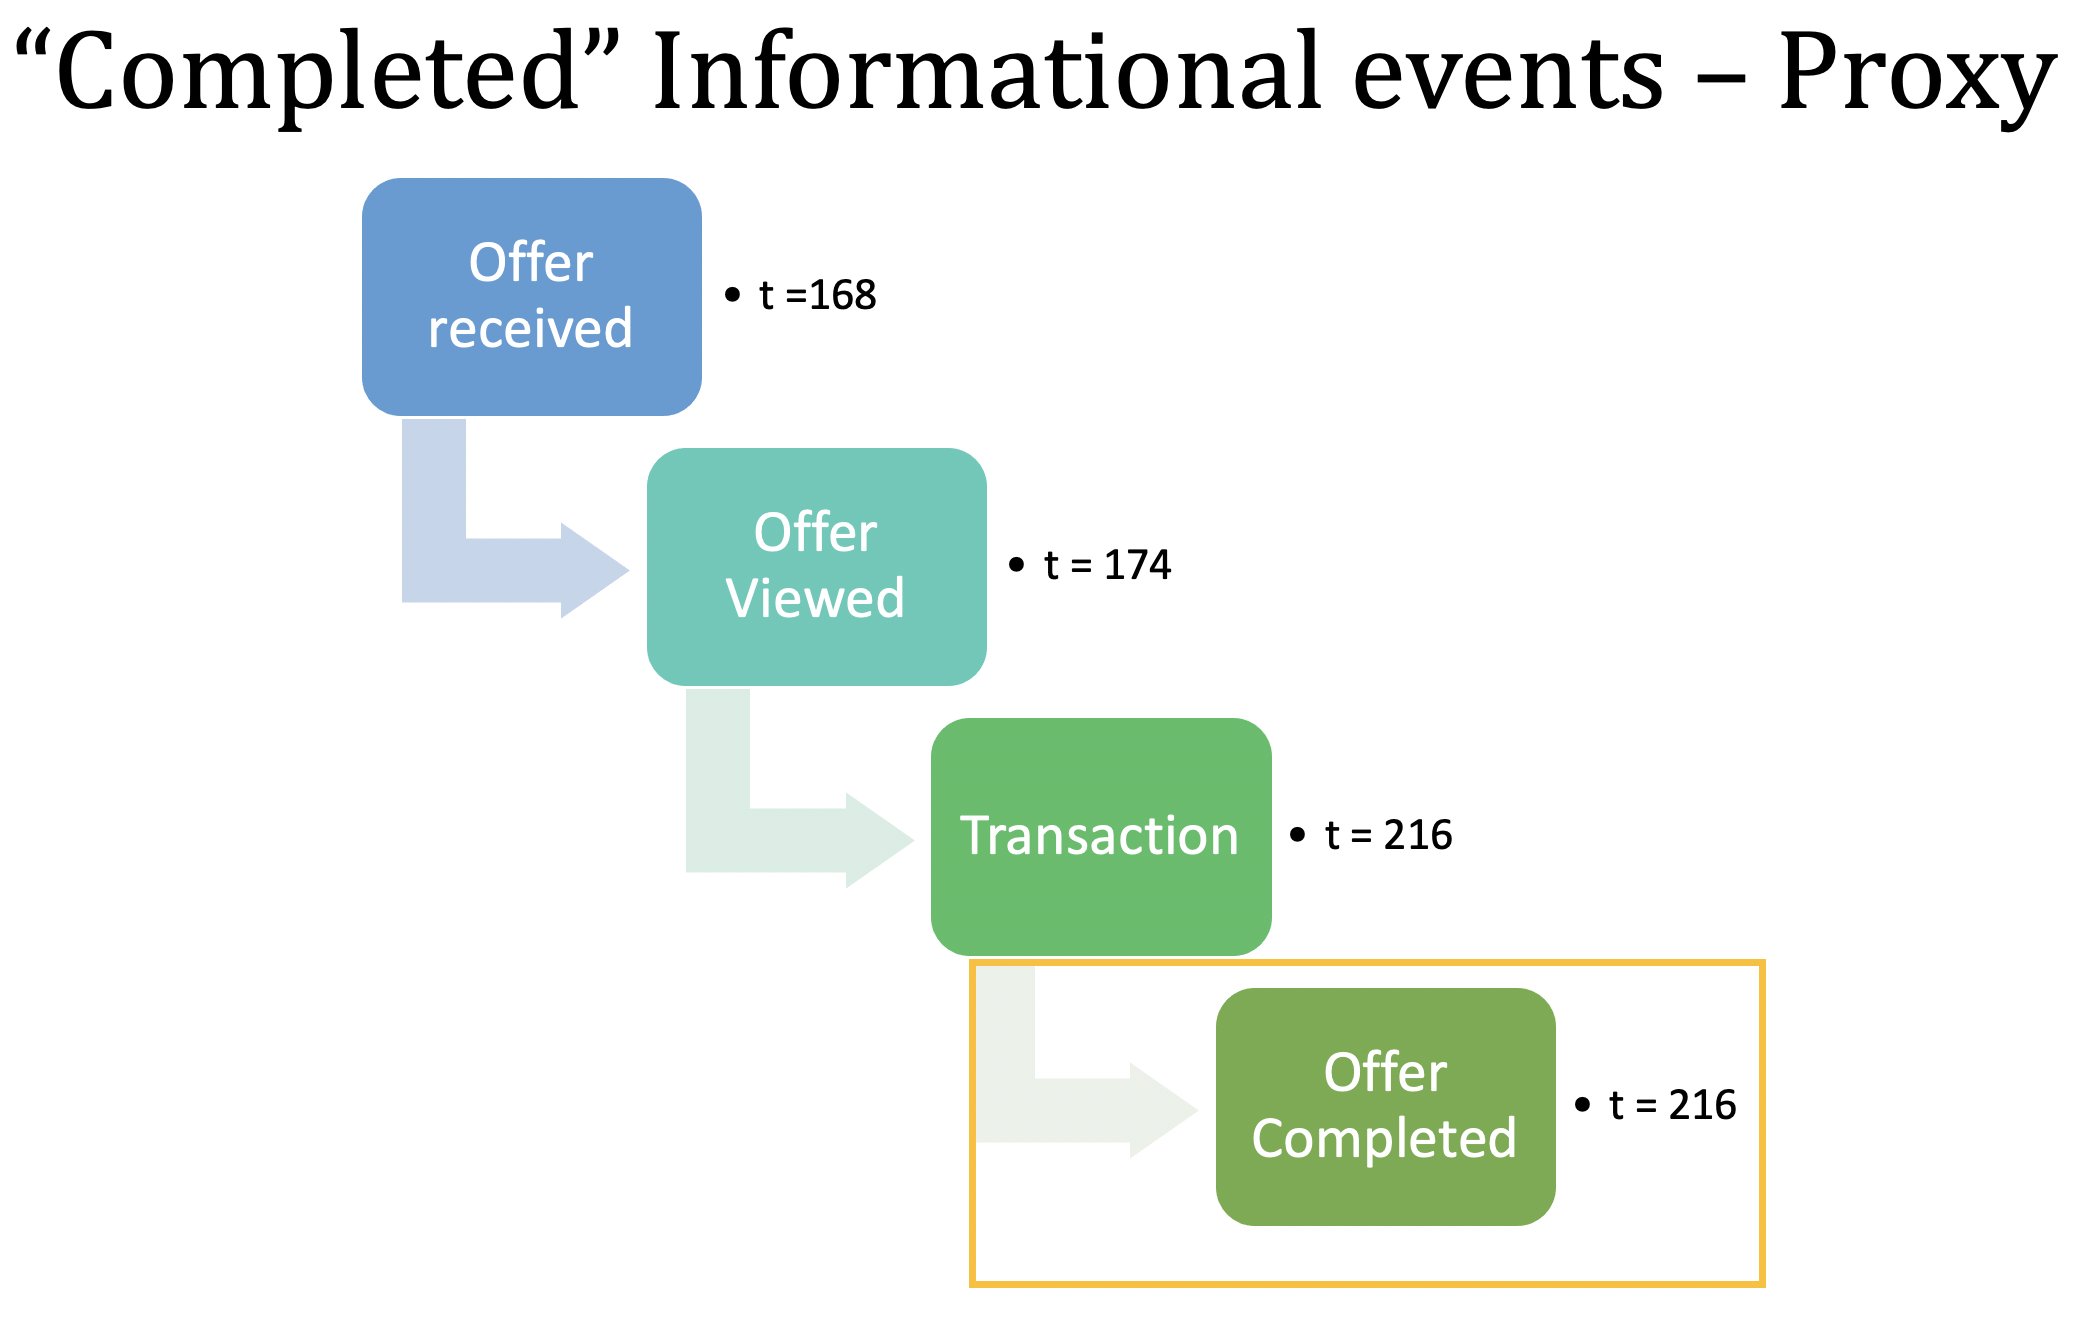 “Completed” Informational events – Proxy
Offer
received
• t =168
Offer
Viewed
• t = 174
Transaction
• t = 216
Offer
Completed
• t = 216